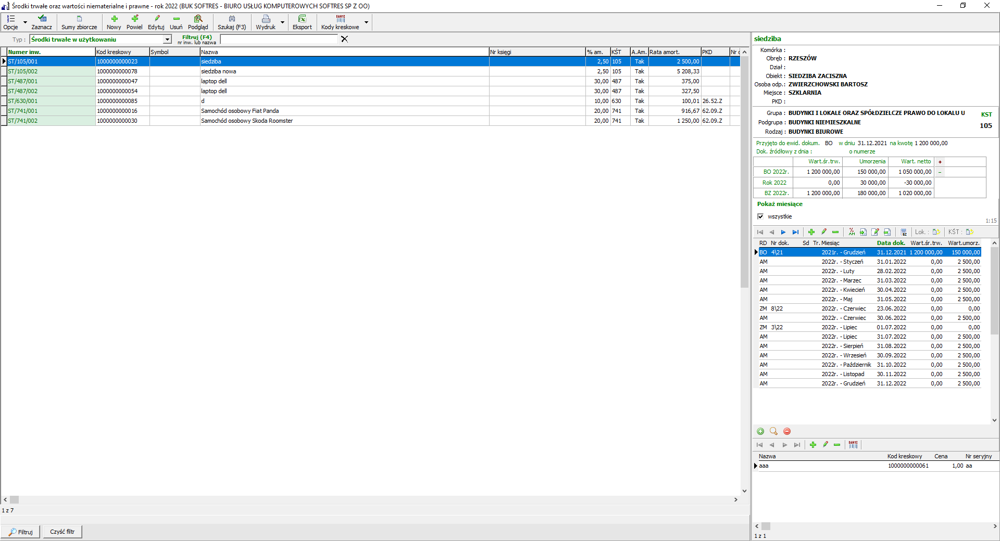 Środki trwałe oraz wartości niematerialne i prawne - rok 2022 (BUK SOFTRES - BIURO USŁUG KOMPUTEROWYCH SOFTRES SP Z OO)
Opcje Zaznacz Sumy zbiorcze Nowy Powiel Edytuj Usuń Podgląd Szukaj (F3) Wydruk Eksport Kody kreskowe
Typ : Środki trwałe w użytkowaniu Filtruj (F4)
nr inw. lub nazwa
Numer inw. Kod kreskowy Symbol Nazwa Nr księgi % am. KŚT A.Am. Rata amort. PKD Nr
ST/105/001 1000000000023 siedziba 2,50 105 Tak 2 500,00
ST/105/002 1000000000078 siedziba nowa 2,50 105 Tak 5 208,33
ST/487/001 1000000000047 laptop dell 30,00 487 Tak 375,00
ST/487/002 1000000000054 laptop dell 30,00 487 Tak 327,50
ST/630/001 1000000000085 d 10,00 630 Tak 100,01 26.52.Z
ST/741/001 1000000000016 Samochód osobowy Fiat Panda 20,00 741 Tak 916,67 62.09.Z
ST/741/002 1000000000030 Samochód osobowy Skoda Roomster 20,00 741 Tak 1 250,00 62.09.Z
1 z 7
Filtruj Czyść filtr
siedziba
Komórka :
Obręb : RZESZÓW
Dział :
Obiekt : SIEDZIBA ZACISZNA
Osoba odp.: ZWIERZCHOWSKI BARTOSZ
Miejsce : SZKLARNIA
PKD :
Grupa : BUDYNKI I LOKALE ORAZ SPÓŁDZIELCZE PRAWO DO LOKALU U KST
Podgrupa : BUDYNKI NIEMIESZKALNE 105
Rodzaj : BUDYNKI BIUROWE
Przyjęto do ewid. dokum. BO w dniu 31.12.2021 na kwotę 1 200 000,00
Dok. źródłowy z dnia : o numerze
Wart.śr.trw. Umorzenia Wart. netto +
BO 2022r. 1 200 000,00 150 000,00 1 050 000,00 -
Rok 2022 0,00 30 000,00 -30 000,00
BZ 2022r. 1 200 000,00 180 000,00 1 020 000,00
Pokaż miesiące
wszystkie
1:15
% AM BZ Lok. : KŚT :
RD Nr dok. Sd Tr. Miesiąc Data dok. Wart.śr.trw. Wart.umorz.
BO 4\21 2021r. - Grudzień 31.12.2021 1 200 000,00 150 000,00
AM 2022r. - Styczeń 31.01.2022 0,00 2 500,00
AM 2022r. - Luty 28.02.2022 0,00 2 500,00
AM 2022r. - Marzec 31.03.2022 0,00 2 500,00
AM 2022r. - Kwiecień 30.04.2022 0,00 2 500,00
AM 2022r. - Maj 31.05.2022 0,00 2 500,00
ZM 8\22 2022r. - Czerwiec 23.06.2022 0,00 0,00
AM 2022r. - Czerwiec 30.06.2022 0,00 2 500,00
ZM 3\22 2022r. - Lipiec 01.07.2022 0,00 0,00
AM 2022r. - Lipiec 31.07.2022 0,00 2 500,00
AM 2022r. - Sierpień 31.08.2022 0,00 2 500,00
AM 2022r. - Wrzesień 30.09.2022 0,00 2 500,00
AM 2022r. - Październik 31.10.2022 0,00 2 500,00
AM 2022r. - Listopad 30.11.2022 0,00 2 500,00
AM 2022r. - Grudzień 31.12.2022 0,00 2 500,00
EAN13
Nazwa Kod kreskowy Cena Nr seryjny
aaa 1000000000061 1,00 aa
1 z 1